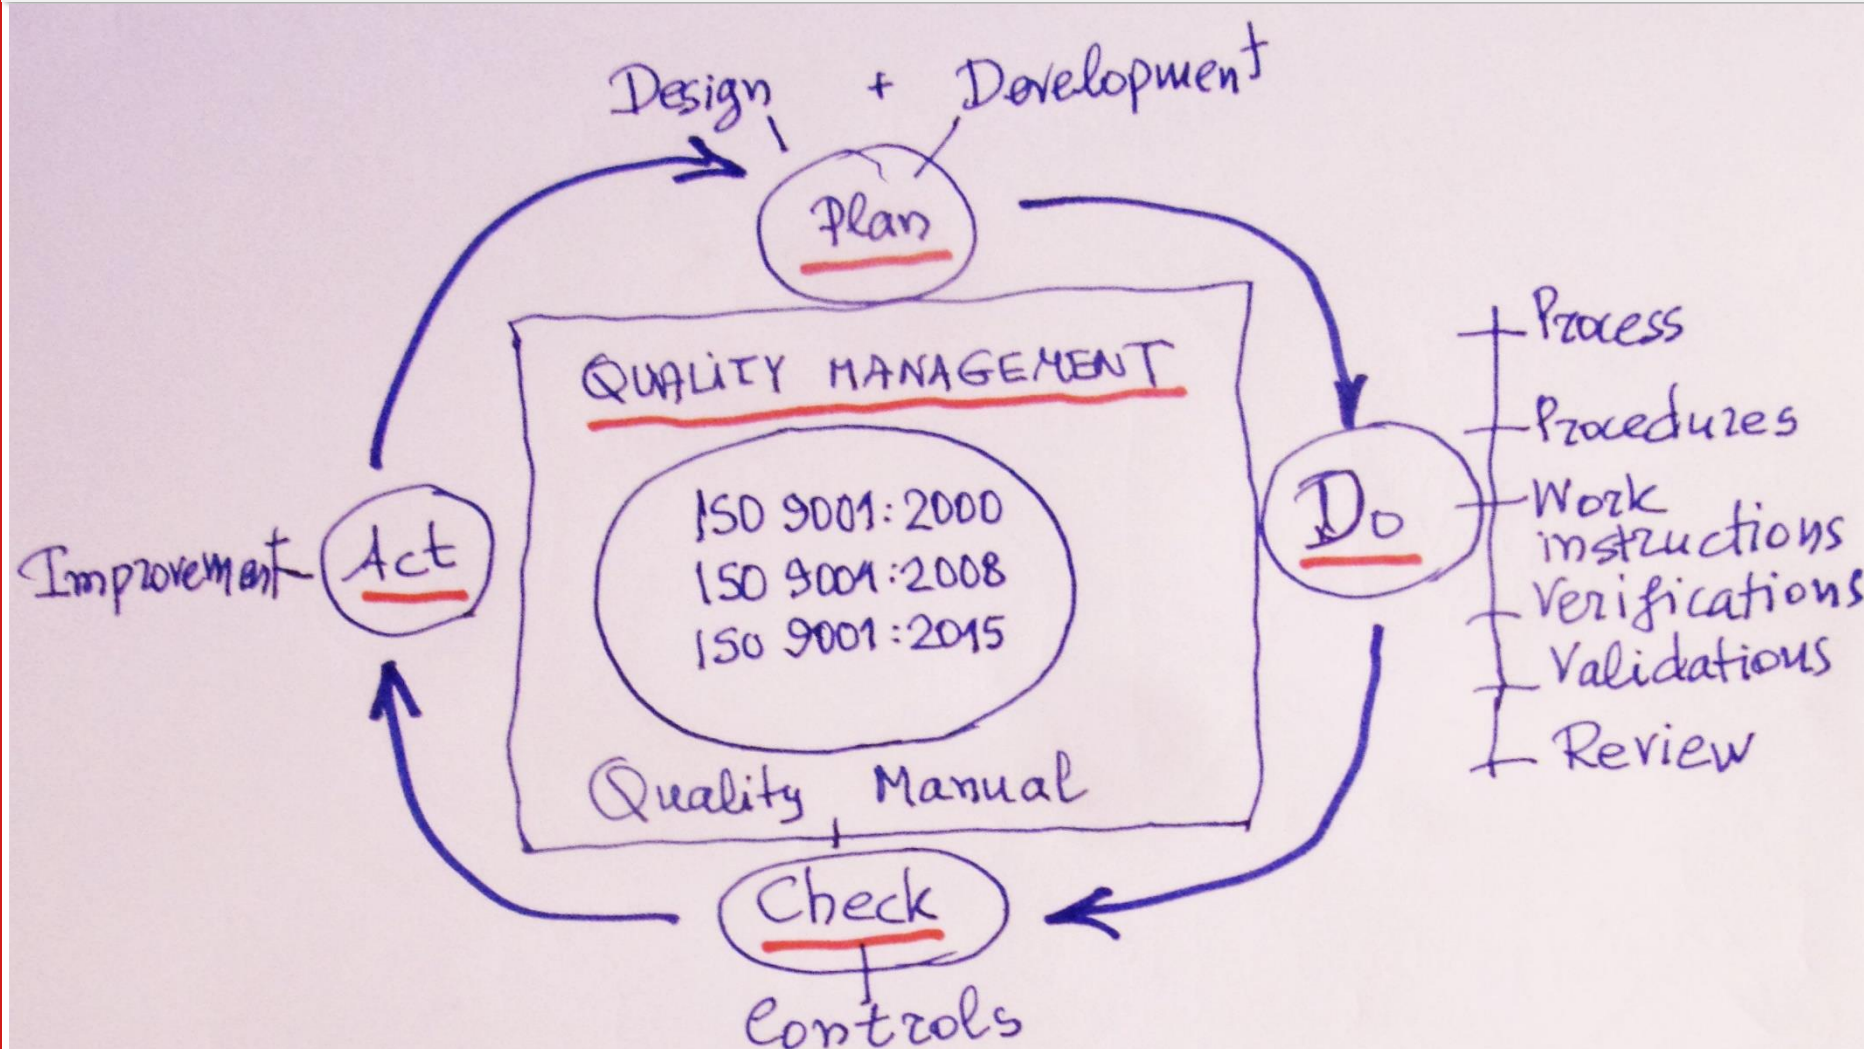 Design + Development
Plan
QUALITY MANAGEMENT
ISO 9001:2000
ISO 9001:2008
ISO 9001:2015
Quality Manual
Do
Process
Procedures
Work
instructions
Verifications
Validations
Review
Check
Controls
Act
Improvement